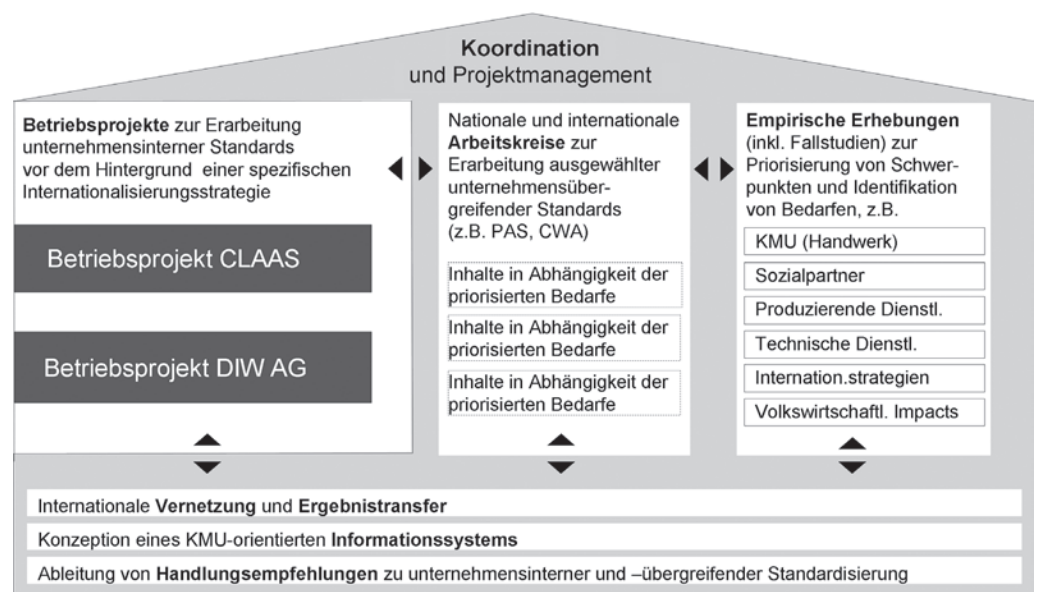 Koordination
und Projektmanagement
Betriebsprojekte zur Erarbeitung
unternehmensinterner Standards
vor dem Hintergrund einer spezifischen
Internationalisierungsstrategie
Betriebsprojekt CLAAS
Betriebsprojekt DIW AG
Nationale und internationale
Arbeitskreise zur
Erarbeitung ausgewählter
unternehmensüber-
greifender Standards
(z.B. PAS, CWA)
Inhalte in Abhängigkeit der
priorisierten Bedarfe
Inhalte in Abhängigkeit der
priorisierten Bedarfe
Inhalte in Abhängigkeit der
priorisierten Bedarfe
Empirische Erhebungen
(inkl. Fallstudien) zur
Priorisierung von Schwer-
punkten und Identifikation
von Bedarfen, z.B.
KMU (Handwerk)
Sozialpartner
Produzierende Dienstl.
Technische Dienstl.
Internation.strategien
Volkswirtschaftl. Impacts
Internationale Vernetzung und Ergebnistransfer
Konzeption eines KMU-orientierten Informationssystems
Ableitung von Handlungsempfehlungen zu unternehmensinterner und –übergreifender Standardisierung